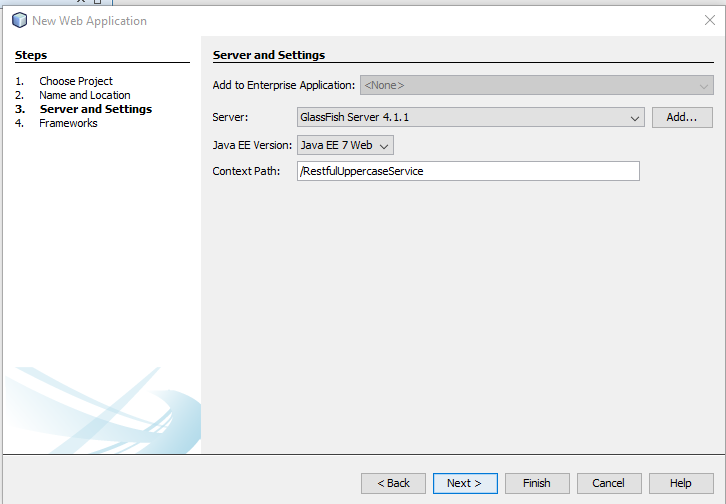 New Web Application
Steps
1. Choose Project
2. Name and Location
3. Server and Settings
4. Frameworks
Server and Settings
Add to Enterprise Application: <None>
Server: GlassFish Server 4.1.1 Add...
Java EE Version: Java EE 7 Web
Context Path: /RestfulUppercaseService
< Back Next > Finish Cancel Help